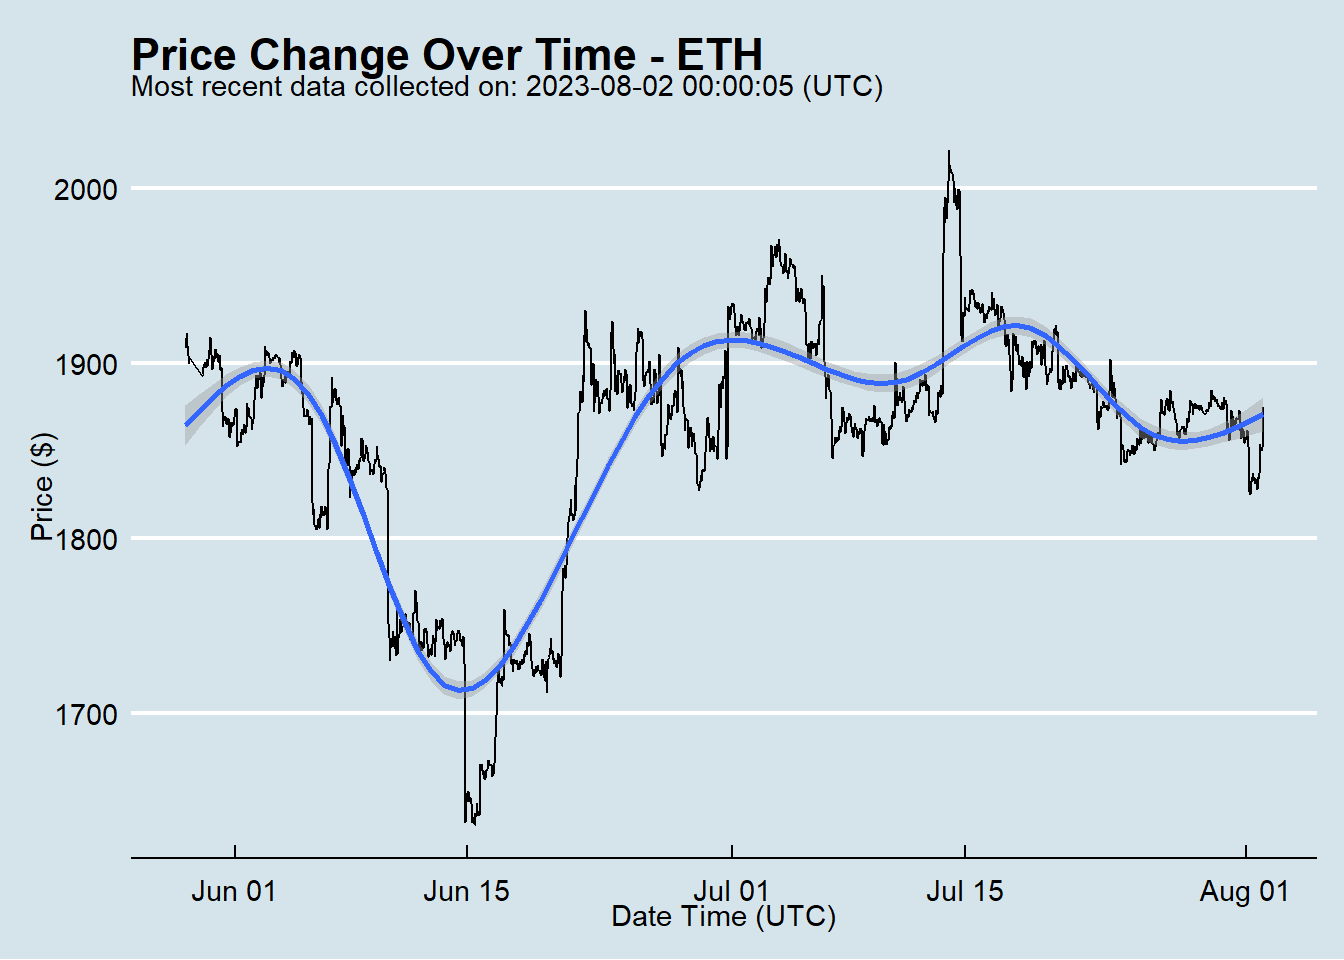 Price Change Over Time - ETH
Most recent data collected on: 2023-08-02 00:00:05 (UTC)
2000
1900
1800
1700
Price ($)
Jun 01
Jun 15
Jul 01
Jul 15
Aug 01
Date Time (UTC)